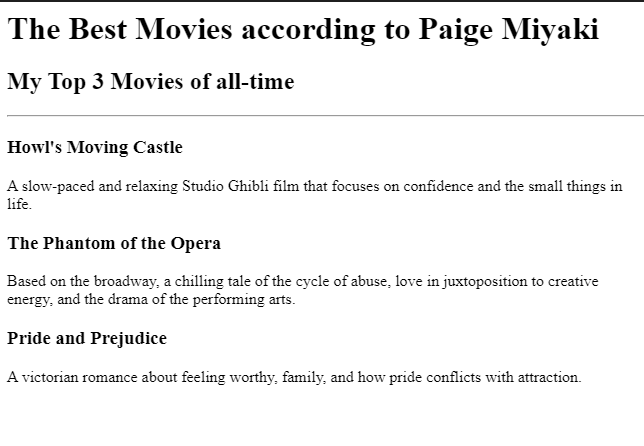 The Best Movies according to Paige Miyaki
My Top 3 Movies of all-time
Howl's Moving Castle
A slow-paced and relaxing Studio Ghibli film that focuses on confidence and the small things in
life.
The Phantom of the Opera
Based on the broadway, a chilling tale of the cycle of abuse, love in juxtoposition to creative
energy, and the drama of the performing arts.
Pride and Prejudice
A victorian romance about feeling worthy, family, and how pride conflicts with attraction.